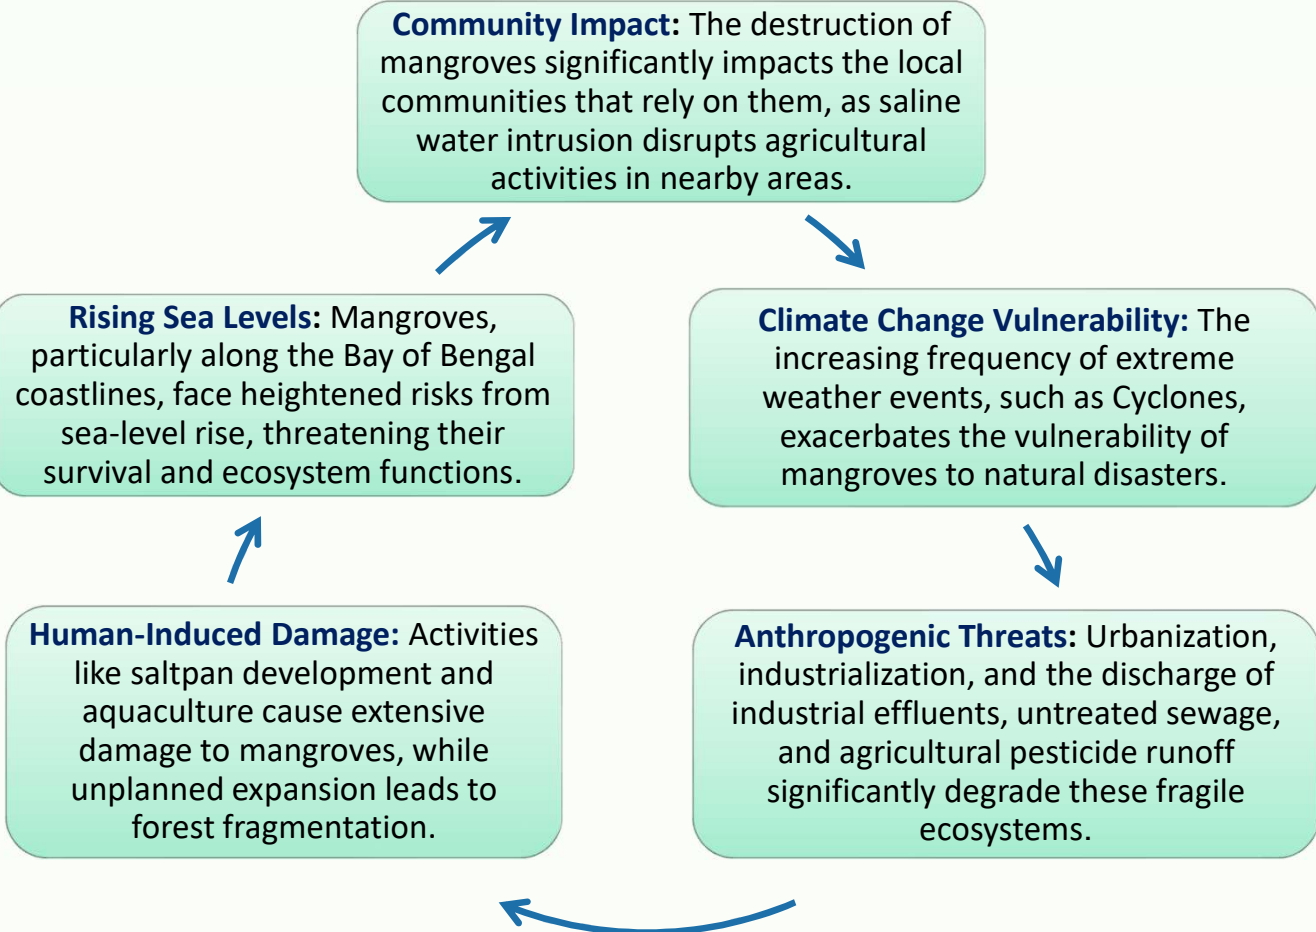 Community Impact: The destruction of
mangroves significantly impacts the local
communities that rely on them, as saline
water intrusion disrupts agricultural
activities in nearby areas.
Rising Sea Levels: Mangroves,
particularly along the Bay of Bengal
coastlines, face heightened risks from
sea-level rise, threatening their
survival and ecosystem functions.
Climate Change Vulnerability: The
increasing frequency of extreme
weather events, such as Cyclones,
exacerbates the vulnerability of
mangroves to natural disasters.
Human-Induced Damage: Activities
like saltpan development and
aquaculture cause extensive
damage to mangroves, while
unplanned expansion leads to
forest fragmentation.
Anthropogenic Threats: Urbanization,
industrialization, and the discharge of
industrial effluents, untreated sewage,
and agricultural pesticide runoff
significantly degrade these fragile
ecosystems.